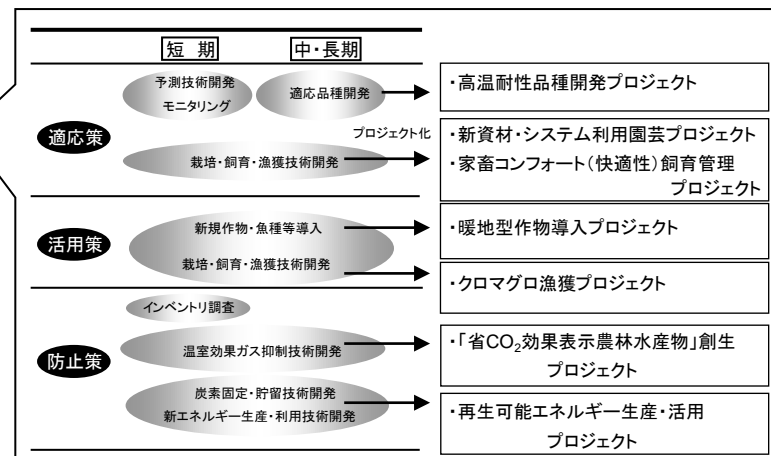 短 期
中・長期
適応策
予測技術開発
モニタリング
適応品種開発
プロジェクト化
栽培・飼育・漁獲技術開発
・高温耐性品種開発プロジェクト
・新資材・システム利用園芸プロジェクト
・家畜コンフォート(快適性)飼育管理
プロジェクト
活用策
新規作物・魚種等導入
栽培・飼育・漁獲技術開発
・暖地型作物導入プロジェクト
・クロマグロ漁獲プロジェクト
防止策
インベントリ調査
温室効果ガス抑制技術開発
炭素固定・貯留技術開発
新エネルギー生産・利用技術開発
・「省CO₂効果表示農林水産物」創生
プロジェクト
・再生可能エネルギー生産・活用
プロジェクト